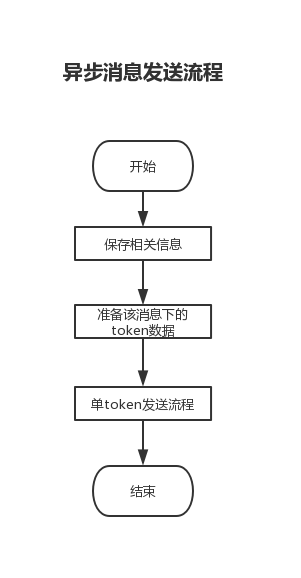 异步消息发送流程
开始
保存相关信息
准备该消息下的
token数据
单token发送流程
结束